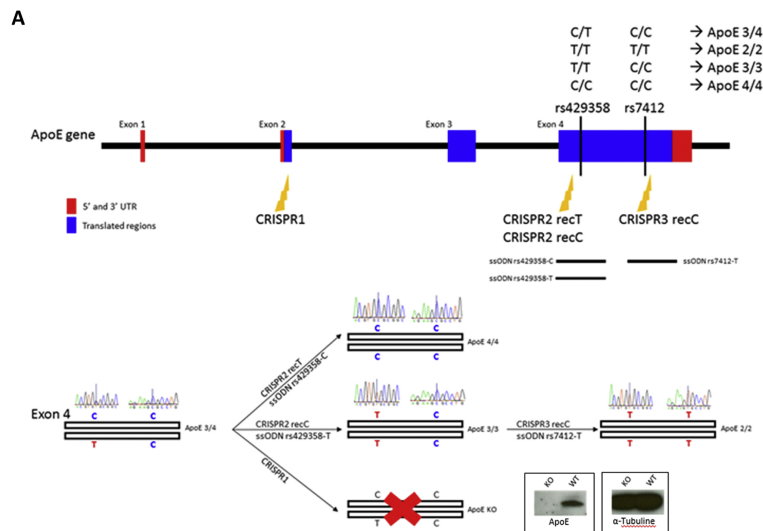 A
C/T C/C → ApoE 3/4
T/T T/T → ApoE 2/2
T/T C/C → ApoE 3/3
C/C C/C → ApoE 4/4
rs429358 rs7412
ApoE gene
Exon 1
Exon 2
Exon 3
Exon 4
5' and 3' UTR
Translated regions
CRISPR1
CRISPR2 recT
CRISPR2 recC
CRISPR3 recC
ssODN rs429358-C
ssODN rs7412-T
ssODN rs429358-T
C C
ApoE 4/4
C C
CRISPR2 recT
ssODN rs429358-C
Exon 4
C C
ApoE 3/4
T C
CRISPR2 recC
ssODN rs429358-T
T C
ApoE 3/3
T C
CRISPR3 recC
ssODN rs7412-T
T T
ApoE 2/2
T T
CRISPR1
C C
ApoE KO
T C
KO WT
ApoE
KO WT
α-Tubuline